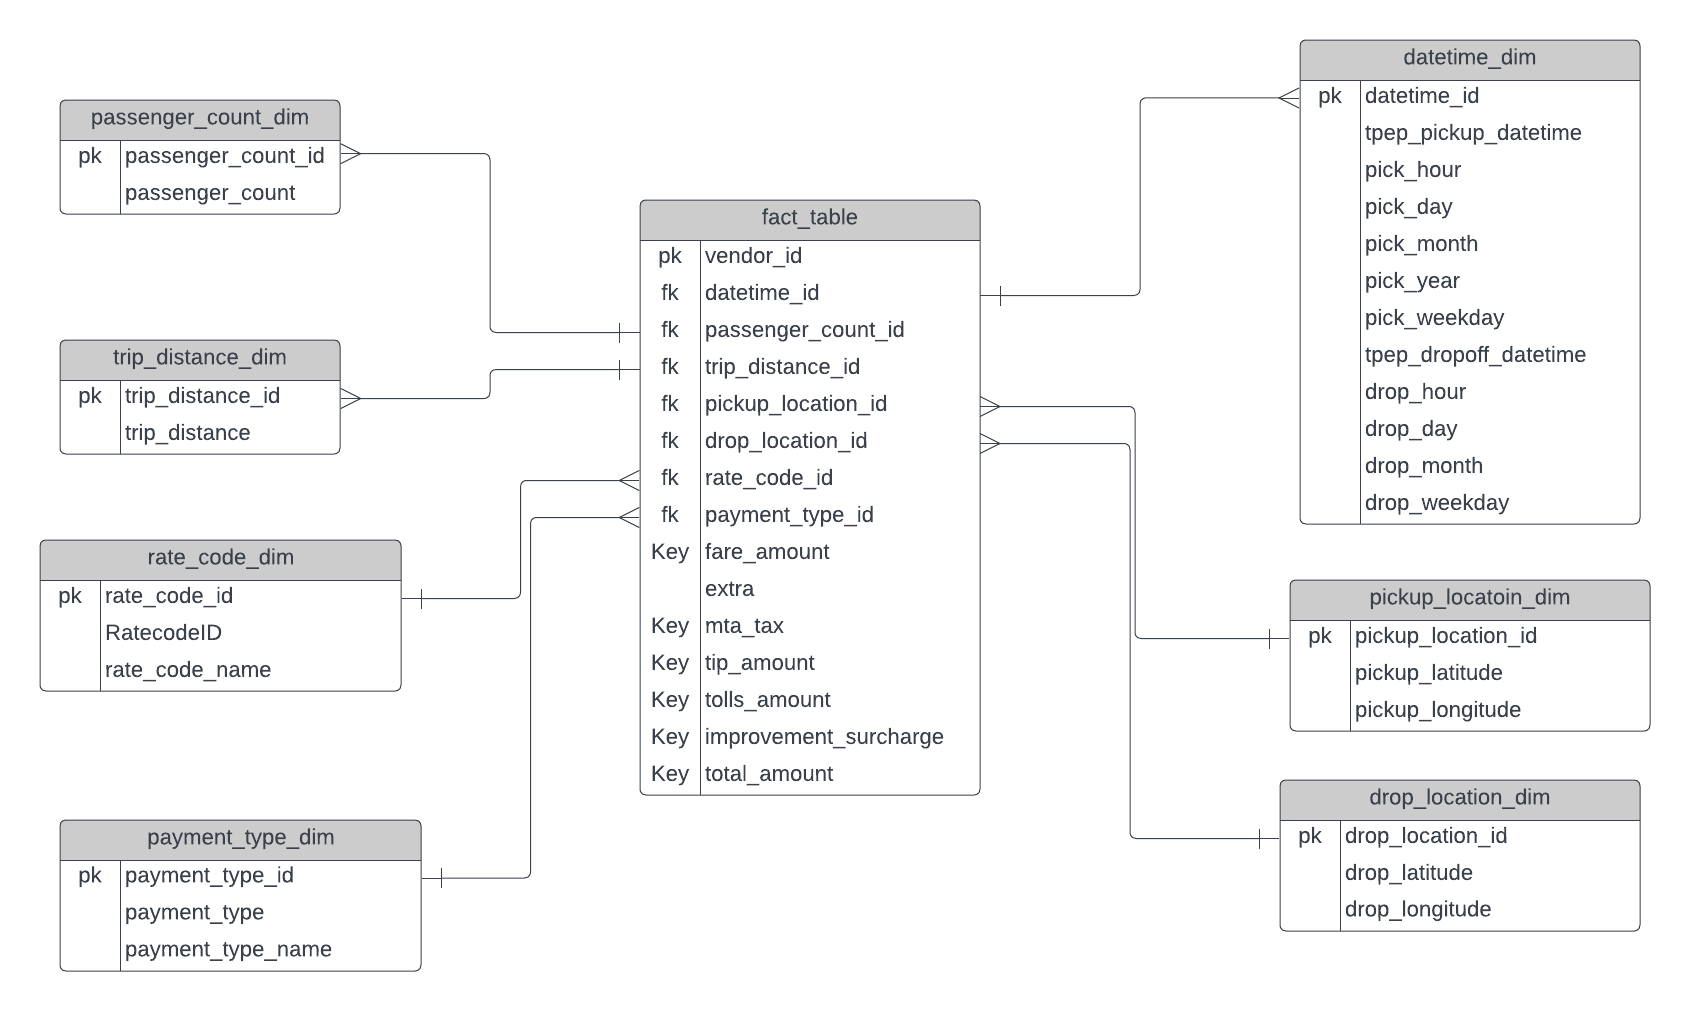 passenger_count_dim
pk passenger_count_id
passenger_count
trip_distance_dim
pk trip_distance_id
trip_distance
rate_code_dim
pk rate_code_id
RatecodeID
rate_code_name
payment_type_dim
pk payment_type_id
payment_type
payment_type_name
fact_table
pk vendor_id
fk datetime_id
fk passenger_count_id
fk trip_distance_id
fk pickup_location_id
fk drop_location_id
fk rate_code_id
fk payment_type_id
Key fare_amount
extra
Key mta_tax
Key tip_amount
Key tolls_amount
Key improvement_surcharge
Key total_amount
datetime_dim
pk datetime_id
tpep_pickup_datetime
pick_hour
pick_day
pick_month
pick_year
pick_weekday
tpep_dropoff_datetime
drop_hour
drop_day
drop_month
drop_weekday
pickup_locatoin_dim
pk pickup_location_id
pickup_latitude
pickup_longitude
drop_location_dim
pk drop_location_id
drop_latitude
drop_longitude